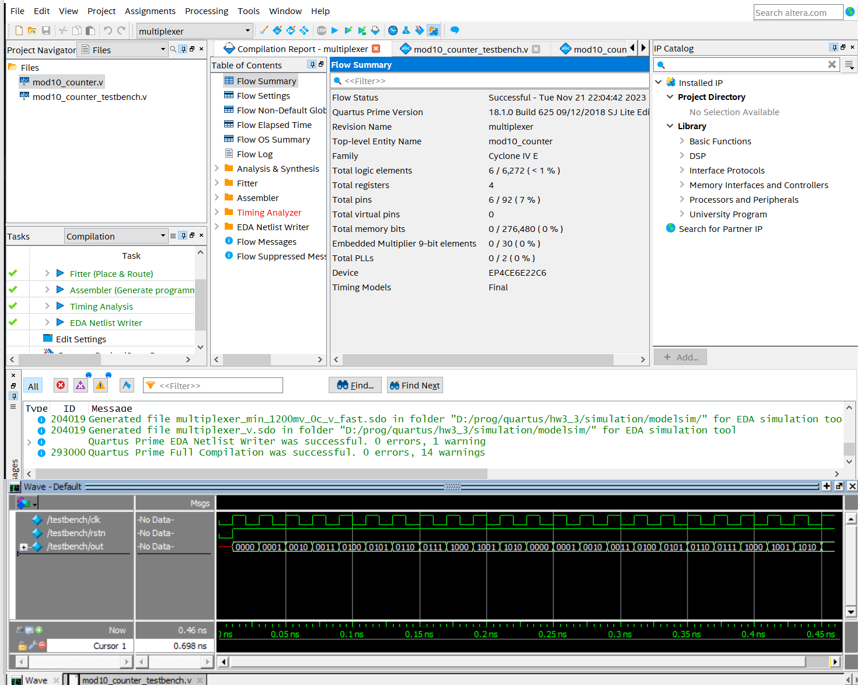 File Edit View Project Assignments Processing Tools Window Help
Search altera.com
multiplexer
Project Navigator Files
Files
mod10_counter.v
mod10_counter_testbench.v
Tasks Compilation
Task
Fitter (Place & Route)
Assembler (Generate programm
Timing Analysis
EDA Netlist Writer
Edit Settings
Compilation Report - multiplexer
mod10_counter_testbench.v
mod10_coun
Table of Contents
Flow Summary
Flow Settings
Flow Non-Default Glob
Flow Elapsed Time
Flow OS Summary
Flow Log
Analysis & Synthesis
Fitter
Assembler
Timing Analyzer
EDA Netlist Writer
Flow Messages
Flow Suppressed Mess
Flow Summary
<<Filter>>
Flow Status Successful - Tue Nov 21 22:04:42 2023
Quartus Prime Version 18.1.0 Build 625 09/12/2018 SJ Lite Edi
Revision Name multiplexer
Top-level Entity Name mod10_counter
Family Cyclone IV E
Total logic elements 6 / 6,272 ( < 1 % )
Total registers 4
Total pins 6 / 92 ( 7 % )
Total virtual pins 0
Total memory bits 0 / 276,480 ( 0 % )
Embedded Multiplier 9-bit elements 0 / 30 ( 0 % )
Total PLLs 0 / 2 ( 0 % )
Device EP4CE6E22C6
Timing Models Final
IP Catalog
Installed IP
Project Directory
No Selection Available
Library
Basic Functions
DSP
Interface Protocols
Memory Interfaces and Controllers
Processors and Peripherals
University Program
Search for Partner IP
+ Add...
All <<Filter>> Find... Find Next
Type ID Message
204019 Generated file multiplexer_min_1200mv_0c_v_fast.sdo in folder "D:/prog/quartus/hw3_3/simulation/modelsim/" for EDA simulation too
204019 Generated file multiplexer_v.sdo in folder "D:/prog/quartus/hw3_3/simulation/modelsim/" for EDA simulation tool
Quartus Prime EDA Netlist Writer was successful. 0 errors, 1 warning
293000 Quartus Prime Full Compilation was successful. 0 errors, 14 warnings
sages
Wave - Default
Msgs
/testbench/clk -No Data-
/testbench/rstn -No Data-
/testbench/out -No Data- 0000 0001 0010 0011 0100 0101 0110 0111 1000 1001 1010 0000 0001 0010 0011 0100 0101 0110 0111 1000 1001 1010
Now 0.46 ns ns 0.05 ns 0.1 ns 0.15 ns 0.2 ns 0.25 ns 0.3 ns 0.35 ns 0.4 ns 0.45 ns
Cursor 1 0.698 ns
Wave mod10_counter_testbench.v